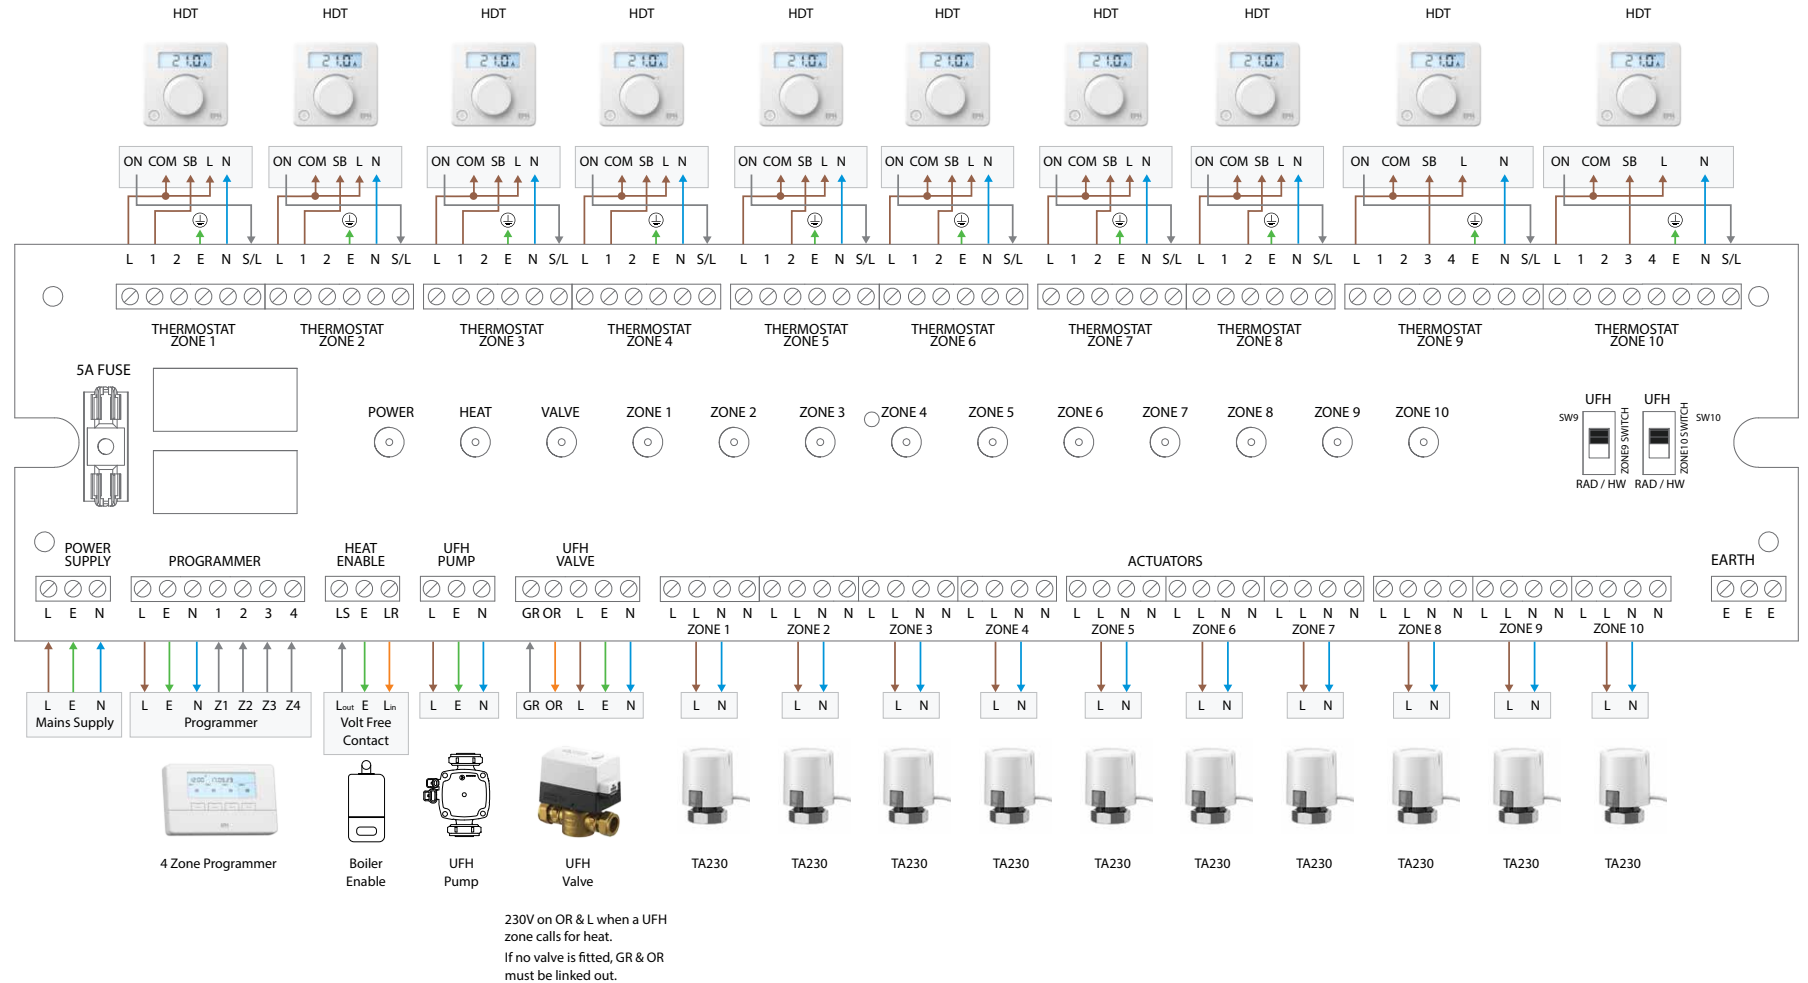 HDT HDT HDT HDT HDT HDT HDT HDT HDT HDT
21.0 21.0 21.0 21.0 21.0 21.0 21.0 21.0 21.0 21.0
ON COM SB L N ON COM SB L N ON COM SB L N ON COM SB L N ON COM SB L N ON COM SB L N ON COM SB L N ON COM SB L N ON COM SB L N ON COM SB L N
L 1 2 E N S/L L 1 2 E N S/L L 1 2 E N S/L L 1 2 E N S/L L 1 2 E N S/L L 1 2 E N S/L L 1 2 E N S/L L 1 2 E N S/L L 1 2 3 4 E N S/L L 1 2 3 4 E N S/L
THERMOSTAT ZONE 1
THERMOSTAT ZONE 2
THERMOSTAT ZONE 3
THERMOSTAT ZONE 4
THERMOSTAT ZONE 5
THERMOSTAT ZONE 6
THERMOSTAT ZONE 7
THERMOSTAT ZONE 8
THERMOSTAT ZONE 9
THERMOSTAT ZONE 10
5A FUSE
POWER HEAT VALVE ZONE 1 ZONE 2 ZONE 3 ZONE 4 ZONE 5 ZONE 6 ZONE 7 ZONE 8 ZONE 9 ZONE 10
UFH UFH
SW9 ZONE9 SWITCH ZONE10 SWITCH SW10
RAD / HW RAD / HW
POWER
SUPPLY
PROGRAMMER
HEAT
ENABLE
UFH
PUMP
UFH
VALVE
ACTUATORS
EARTH
L E N L E N 1 2 3 4 LS E LR L E N GR OR L E N L L N N L L N N L L N N L L N N L L N N L L N N L L N N L L N N L L N N L L N N E E E
ZONE 1 ZONE 2 ZONE 3 ZONE 4 ZONE 5 ZONE 6 ZONE 7 ZONE 8 ZONE 9 ZONE 10
L E N L E N Z1 Z2 Z3 Z4 Lout E Lin L E N GR OR L E N L N L N L N L N L N L N L N L N L N L N
Mains Supply
Programmer
Volt Free
Contact
4 Zone Programmer
Boiler
Enable
UFH
Pump
UFH
Valve
TA230 TA230 TA230 TA230 TA230 TA230 TA230 TA230 TA230 TA230
230V on OR & L when a UFH
zone calls for heat.
If no valve is fitted, GR & OR
must be linked out.